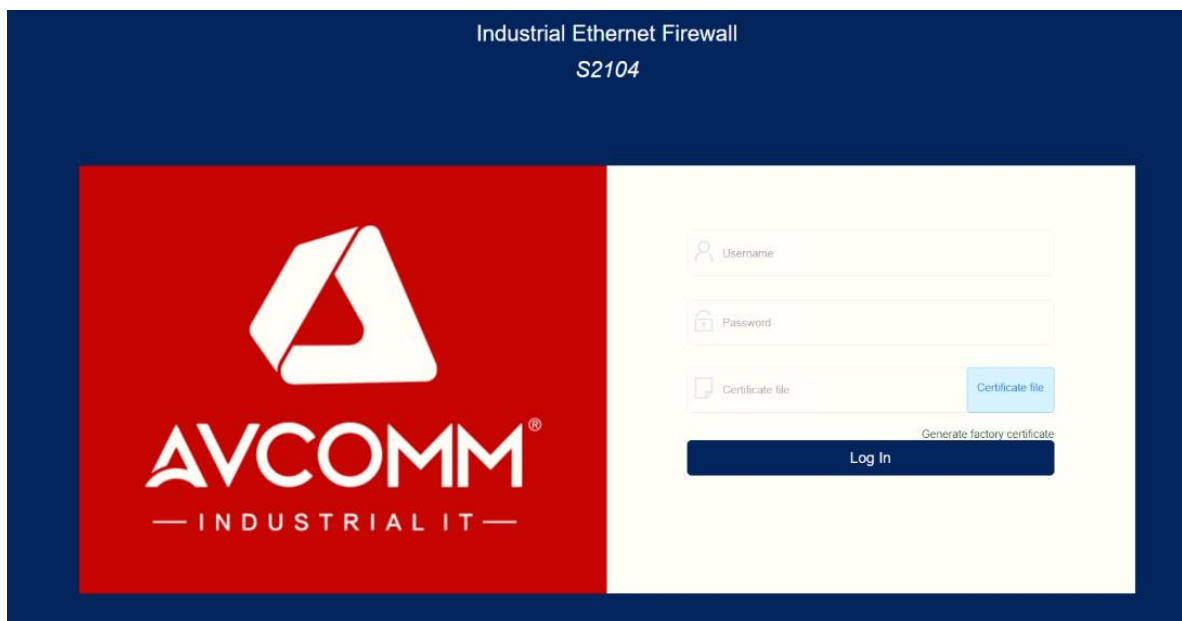 Industrial Ethernet Firewall
S2104
AVCOMM®
INDUSTRIAL IT
Username
Password
Certificate file
Certificate file
Generate factory certificate
Log In